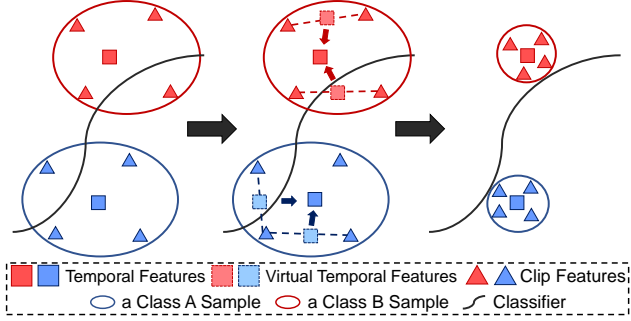 Temporal Features Virtual Temporal Features Clip Features
a Class A Sample a Class B Sample Classifier